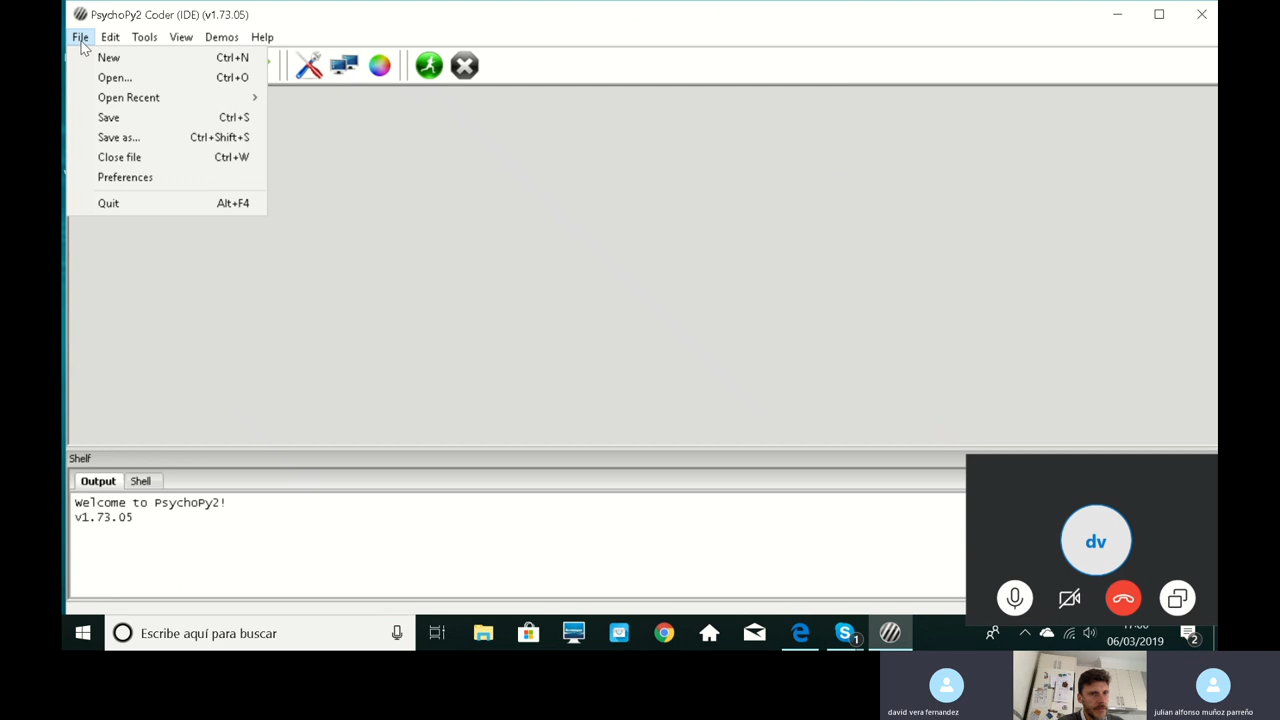 PsychoPy2 Coder (IDE) (v1.73.05)
File Edit Tools View Demos Help
New Ctrl+N
Open... Ctrl+O
Open Recent
Save Ctrl+S
Save as... Ctrl+Shift+S
Close file Ctrl+W
Preferences
Quit Alt+F4
Shelf
Output Shell
Welcome to PsychoPy2!
v1.73.05
dv
Escribe aquí para buscar
1
06/03/2019
2
david vera fernandez
julian alfonso muñoz parreño